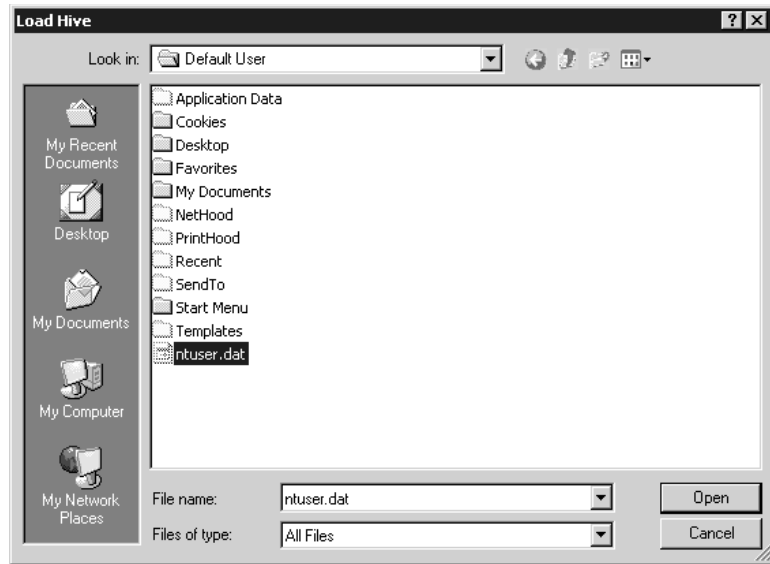 Load Hive
Look in: Default User
Application Data
Cookies
Desktop
Favorites
My Documents
NetHood
PrintHood
Recent
SendTo
Start Menu
Templates
ntuser.dat
My Recent
Documents
Desktop
My Documents
My Computer
My Network
Places
File name: ntuser.dat Open
Files of type: All Files Cancel